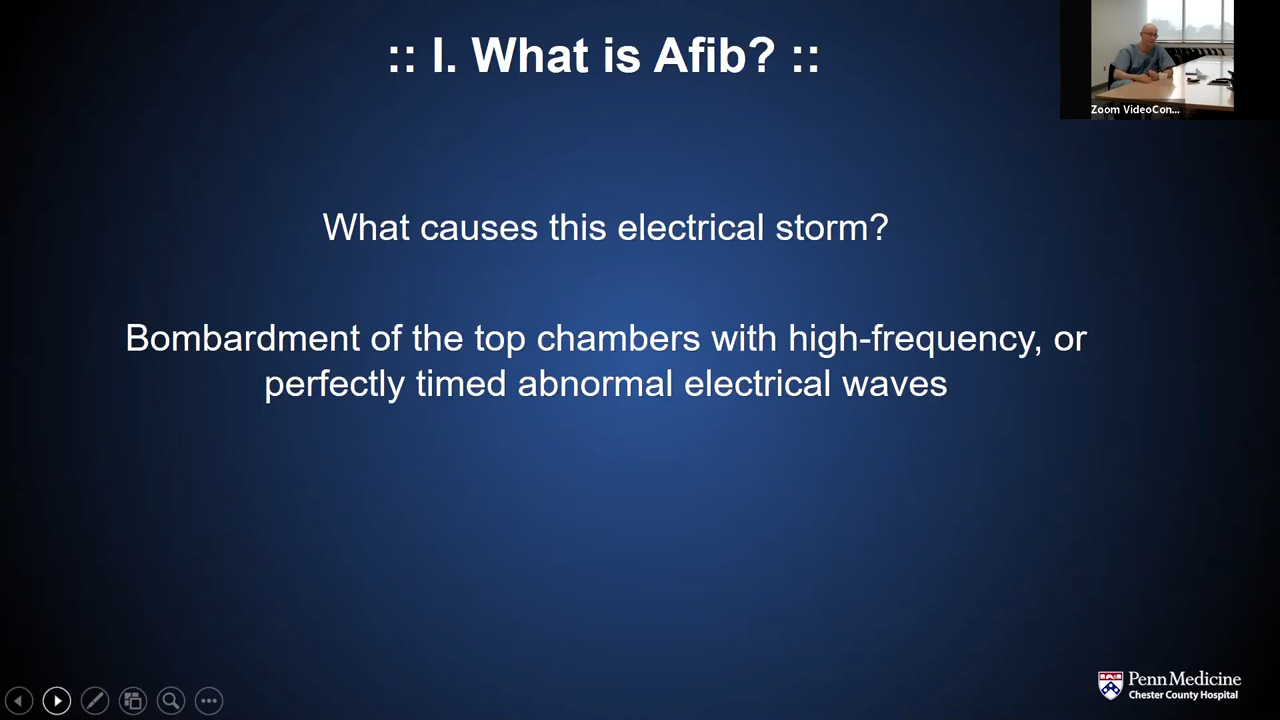 :: I. What is Afib? ::
Zoom VideoCon...
What causes this electrical storm?
Bombardment of the top chambers with high-frequency, or
perfectly timed abnormal electrical waves
Penn Medicine
Chester County Hospital